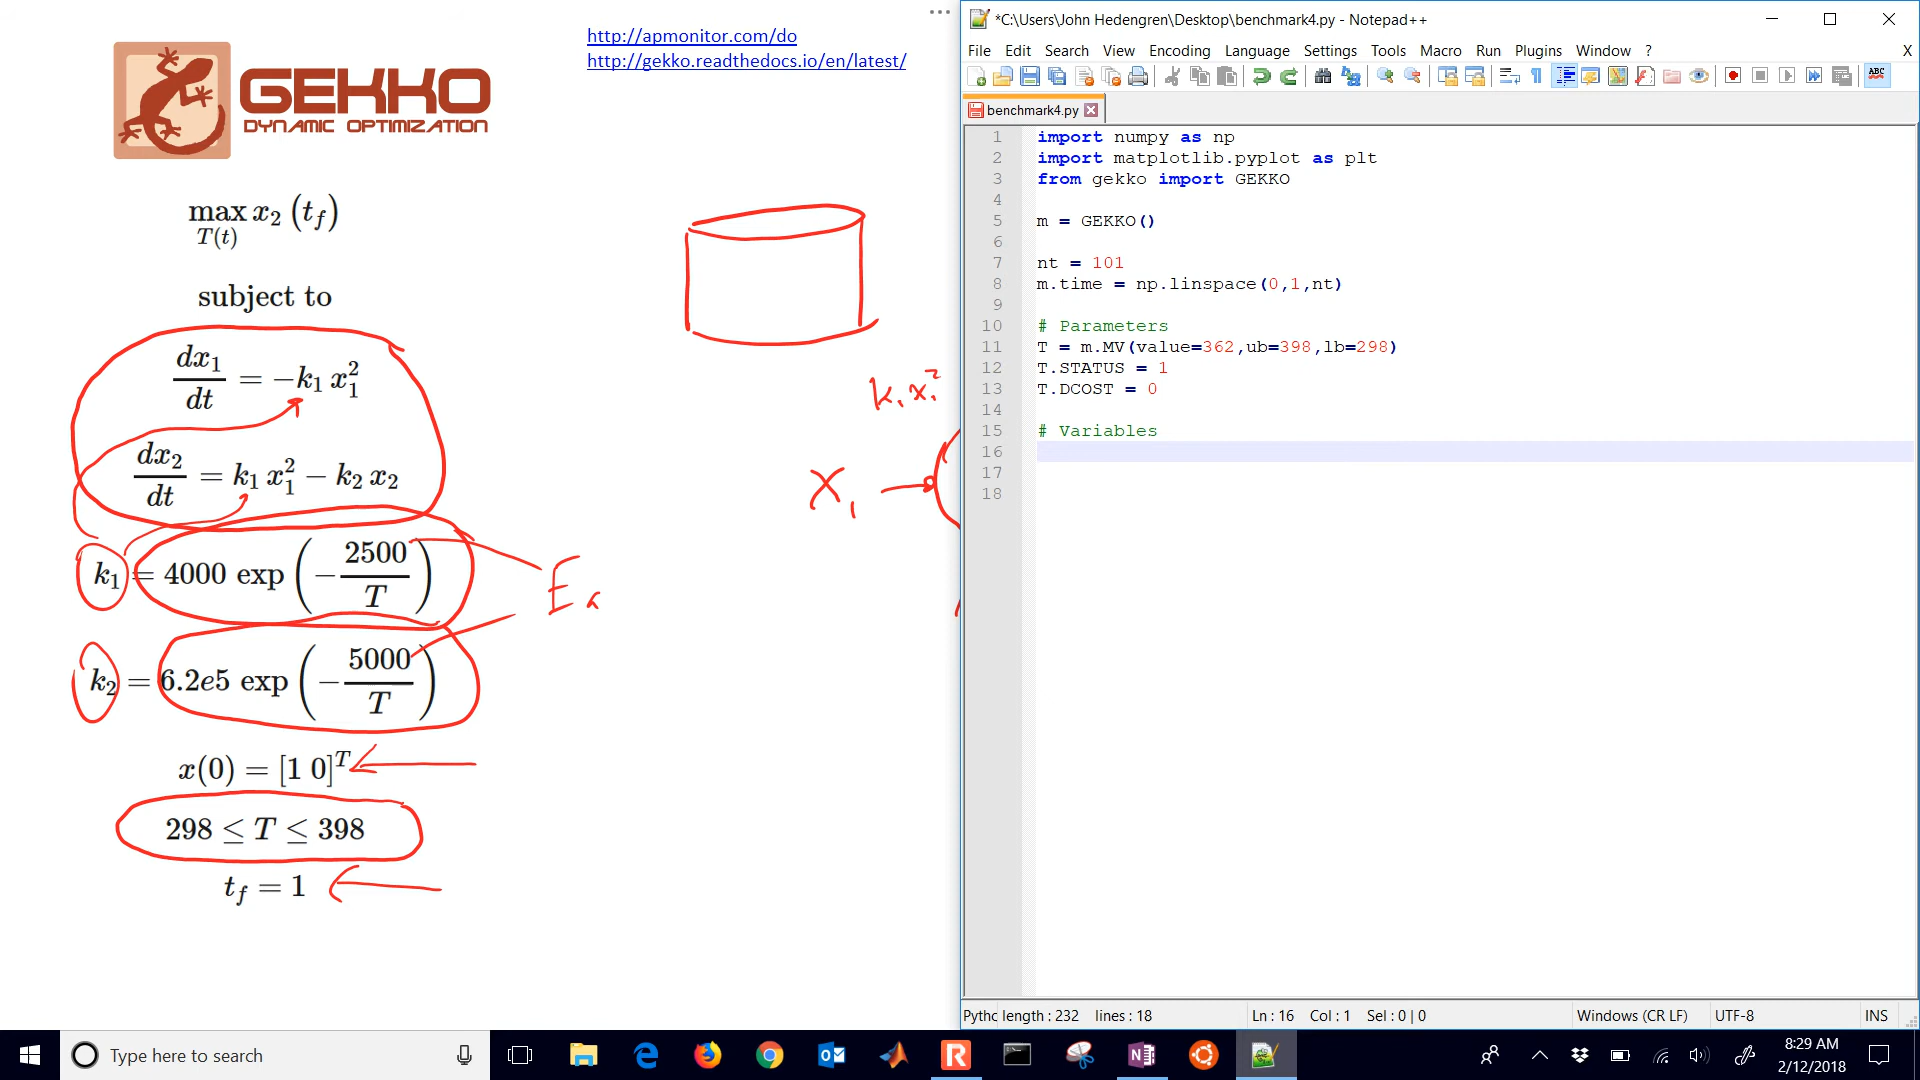 http://apmonitor.com/do
http://gekko.readthedocs.io/en/latest/
GEKKO
DYNAMIC OPTIMIZATION
max x₂ (t_f)
T(t)
subject to
dx₁/dt = −k₁ x₁²
dx₂/dt = k₁ x₁² − k₂ x₂
k₁ = 4000 exp (−2500/T)
k₂ = 6.2e5 exp (−5000/T)
x(0) = [1 0]ᵀ
298 ≤ T ≤ 398
t_f = 1
Ea
k₁ x₁²
X₁
*C:\Users\John Hedengren\Desktop\benchmark4.py - Notepad++
File Edit Search View Encoding Language Settings Tools Macro Run Plugins Window ? X
ABC
benchmark4.py
1 import numpy as np
2 import matplotlib.pyplot as plt
3 from gekko import GEKKO
4
5 m = GEKKO()
6
7 nt = 101
8 m.time = np.linspace(0,1,nt)
9
10 # Parameters
11 T = m.MV(value=362,ub=398,lb=298)
12 T.STATUS = 1
13 T.DCOST = 0
14
15 # Variables
16
17
18
Pythc length : 232 lines : 18 Ln : 16 Col : 1 Sel : 0 | 0 Windows (CR LF) UTF-8 INS
Type here to search
8:29 AM
2/12/2018